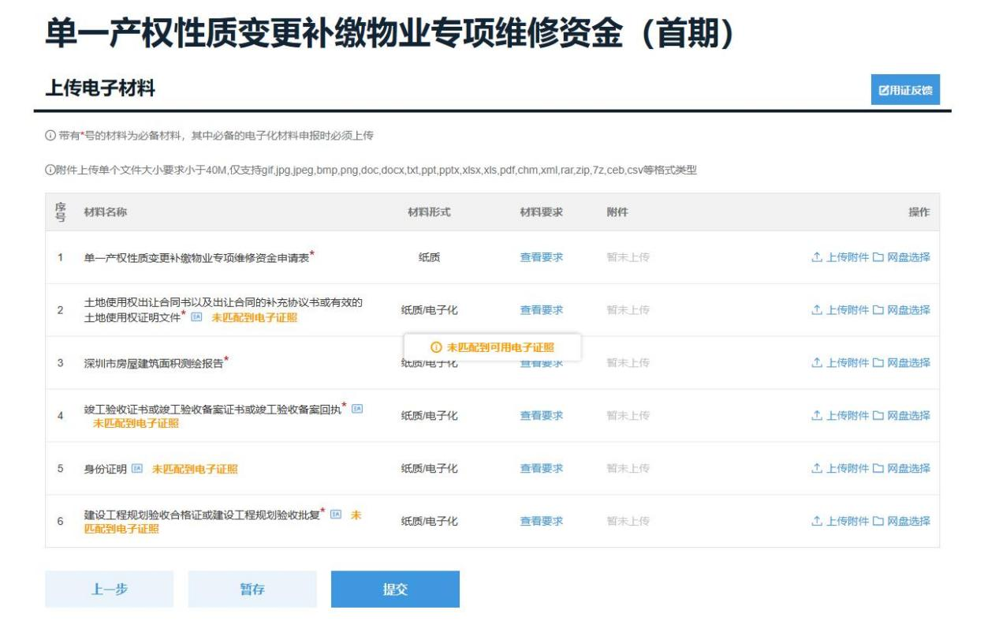 单一产权性质变更补缴物业专项维修资金（首期）
上传电子材料
用证反馈
带有*号的材料为必备材料，其中必备的电子化材料申报时必须上传
附件上传单个文件大小要求小于40M,仅支持gif,jpg,jpeg,bmp,png,doc,docx,txt,ppt,pptx,xlsx,xls,pdf,chm,xml,rar,zip,7z,ceb,csv等格式类型
序号 材料名称 材料形式 材料要求 附件 操作
1 单一产权性质变更补缴物业专项维修资金申请表* 纸质 查看要求 暂未上传 上传附件 网盘选择
土地使用权出让合同书以及出让合同的补充协议书或有效的
2 土地使用权证明文件* 未匹配到电子证照 纸质/电子化 查看要求 暂未上传 上传附件 网盘选择
未匹配到可用电子证照
3 深圳市房屋建筑面积测绘报告* 纸质/电子化 查看要求 暂未上传 上传附件 网盘选择
竣工验收证书或竣工验收备案证书或竣工验收备案回执*
4 未匹配到电子证照 纸质/电子化 查看要求 暂未上传 上传附件 网盘选择
5 身份证明 未匹配到电子证照 纸质/电子化 查看要求 暂未上传 上传附件 网盘选择
建设工程规划验收合格证或建设工程规划验收批复* 未
6 匹配到电子证照 纸质/电子化 查看要求 暂未上传 上传附件 网盘选择
上一步 暂存 提交